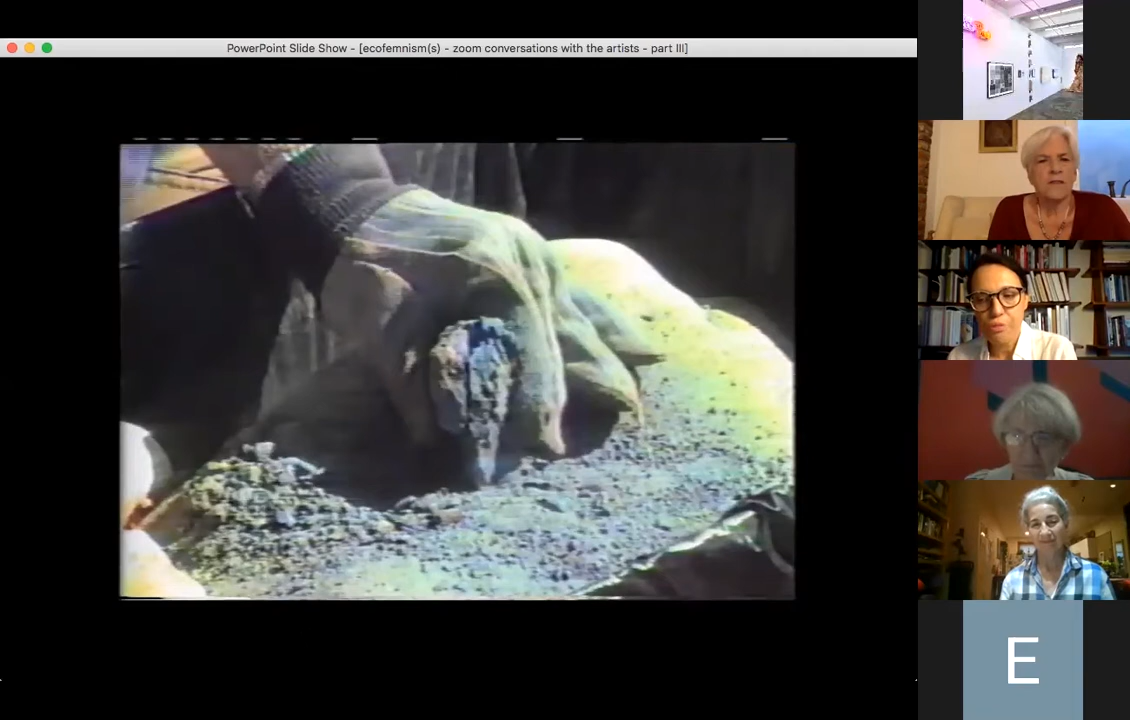 PowerPoint Slide Show - [ecofemnism(s) - zoom conversations with the artists - part III]
E